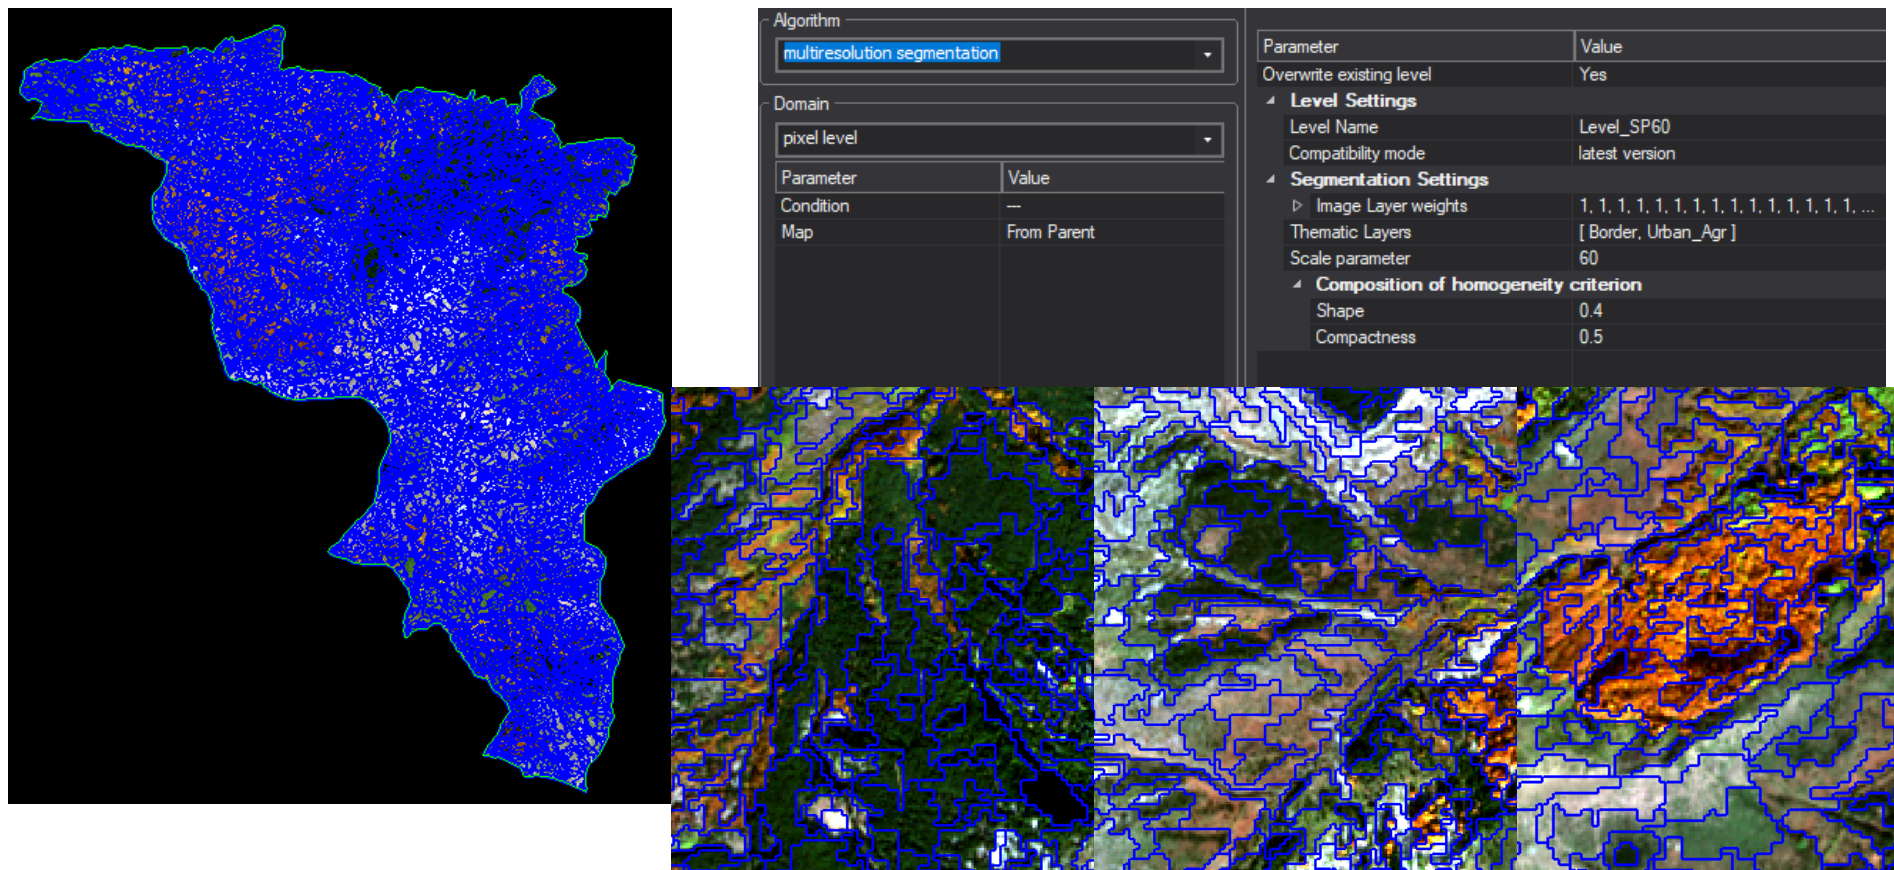 Algorithm
multiresolution segmentation
Domain
pixel level
Parameter Value
Condition ---
Map From Parent
Parameter Value
Overwrite existing level Yes
Level Settings
Level Name Level_SP60
Compatibility mode latest version
Segmentation Settings
Image Layer weights 1, 1, 1, 1, 1, 1, 1, 1, 1, 1, 1, 1, 1, 1, 1, ...
Thematic Layers [ Border, Urban_Agr ]
Scale parameter 60
Composition of homogeneity criterion
Shape 0.4
Compactness 0.5